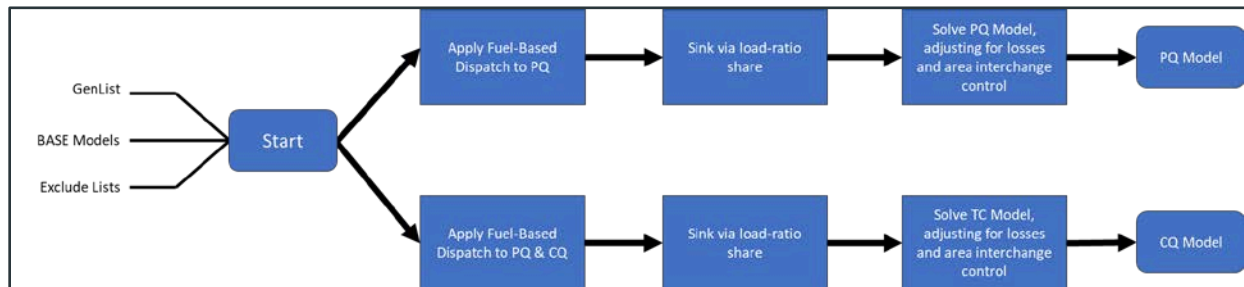 GenList
BASE Models
Exclude Lists
Start
Apply Fuel-Based
Dispatch to PQ
Sink via load-ratio
share
Solve PQ Model,
adjusting for losses
and area interchange
control
PQ Model
Apply Fuel-Based
Dispatch to PQ & CQ
Sink via load-ratio
share
Solve TC Model,
adjusting for losses
and area interchange
control
CQ Model